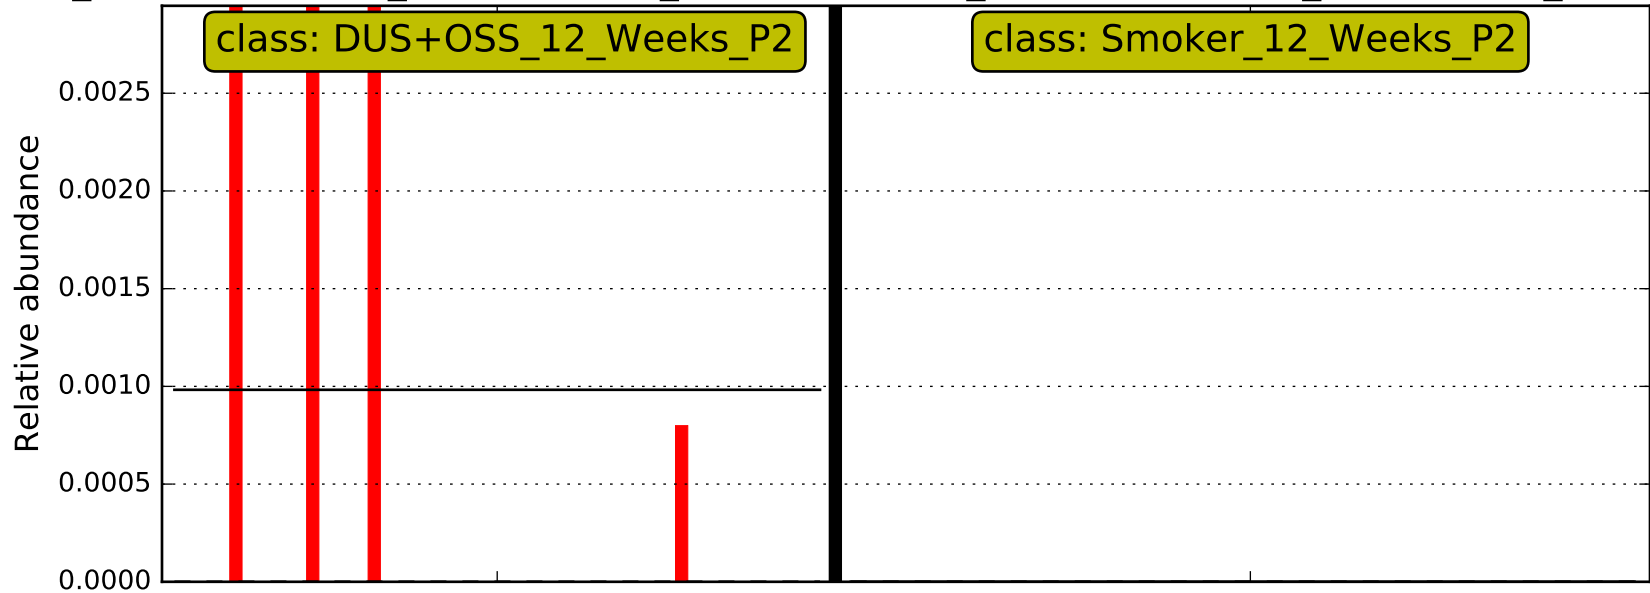 class: DUS+OSS_12_Weeks_P2
class: Smoker_12_Weeks_P2
0.0025
0.0020
0.0015
0.0010
0.0005
0.0000
Relative abundance